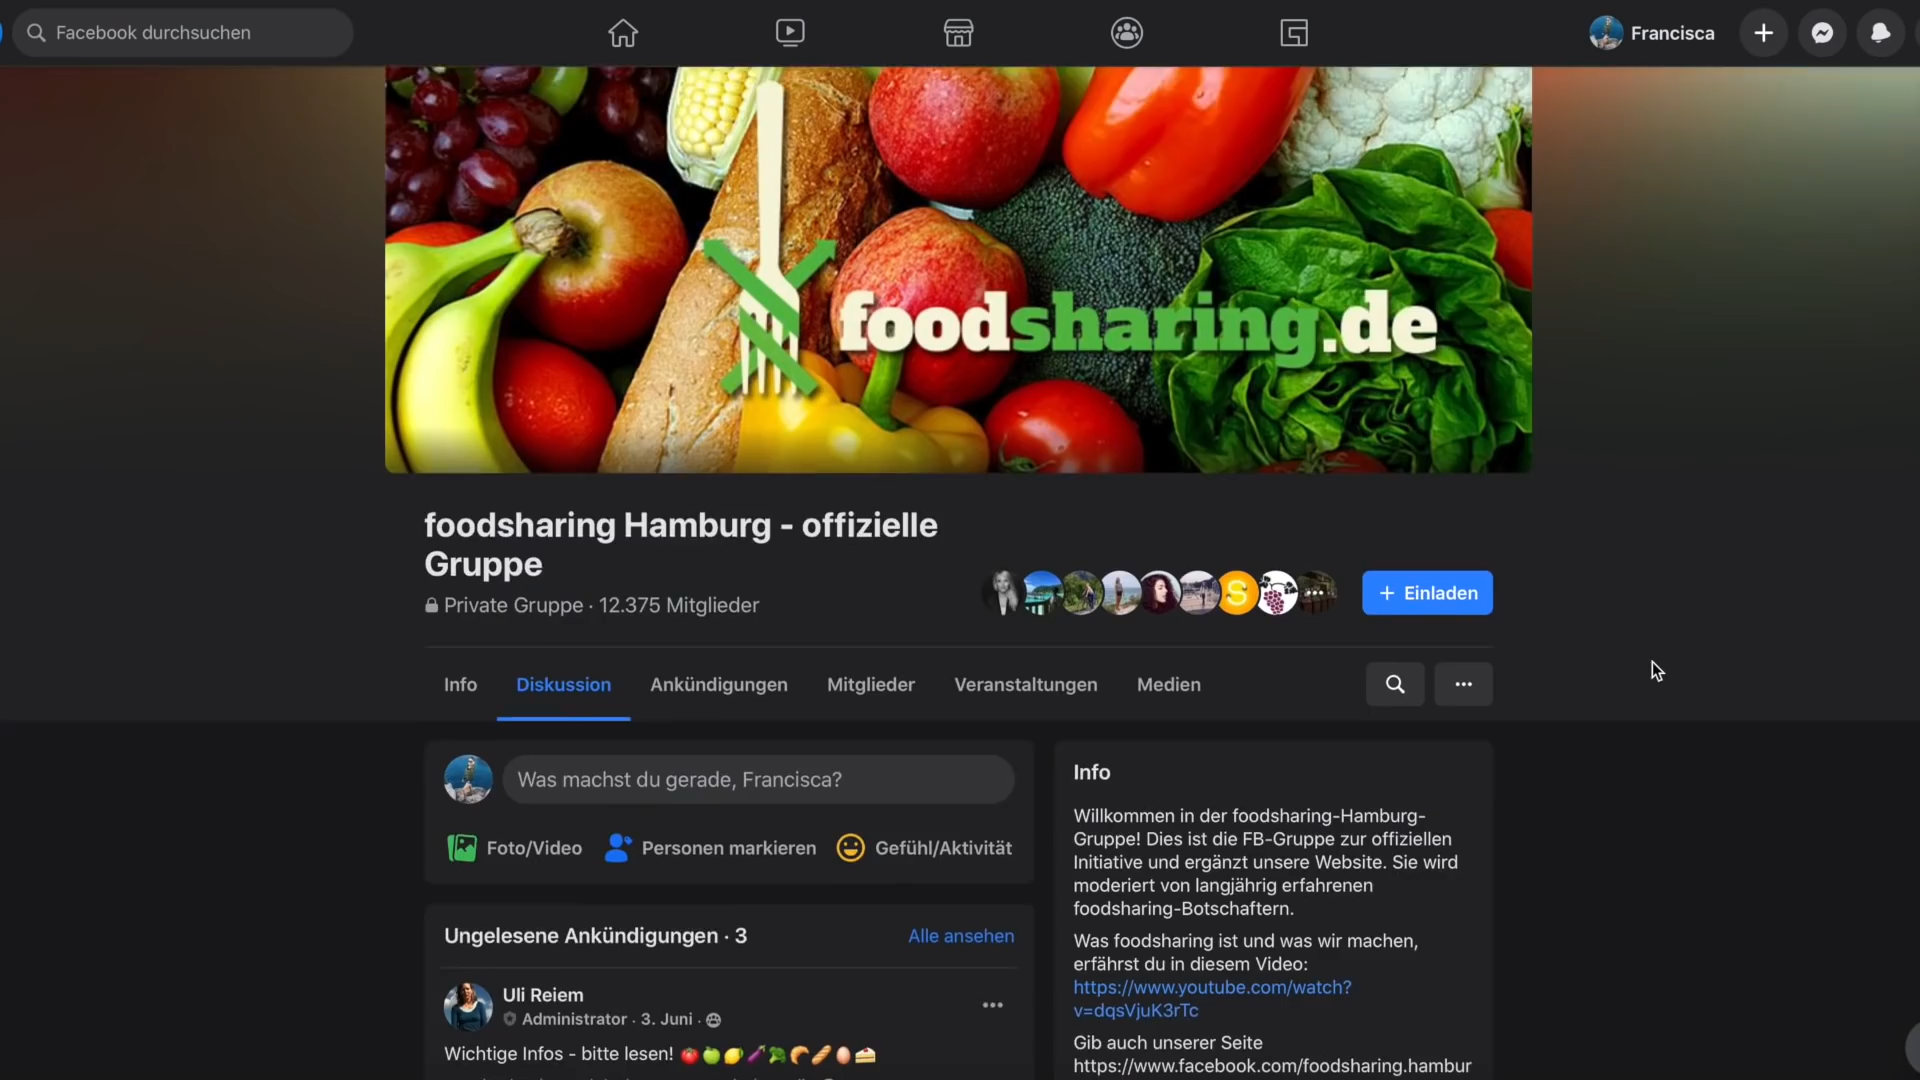 Facebook durchsuchen
Francisca
foodsharing.de
foodsharing Hamburg - offizielle
Gruppe
Private Gruppe · 12.375 Mitglieder
S
+ Einladen
Info
Diskussion
Ankündigungen
Mitglieder
Veranstaltungen
Medien
Was machst du gerade, Francisca?
Foto/Video
Personen markieren
Gefühl/Aktivität
Ungelesene Ankündigungen · 3
Alle ansehen
Uli Reiem
Administrator · 3. Juni ·
Wichtige Infos - bitte lesen! 🍅🍏🍋🍆🥦🥐🥖🥚🍰
Info
Willkommen in der foodsharing-Hamburg-
Gruppe! Dies ist die FB-Gruppe zur offiziellen
Initiative und ergänzt unsere Website. Sie wird
moderiert von langjährig erfahrenen
foodsharing-Botschaftern.
Was foodsharing ist und was wir machen,
erfährst du in diesem Video:
https://www.youtube.com/watch?
v=dqsVjuK3rTc
Gib auch unserer Seite
https://www.facebook.com/foodsharing.hambur